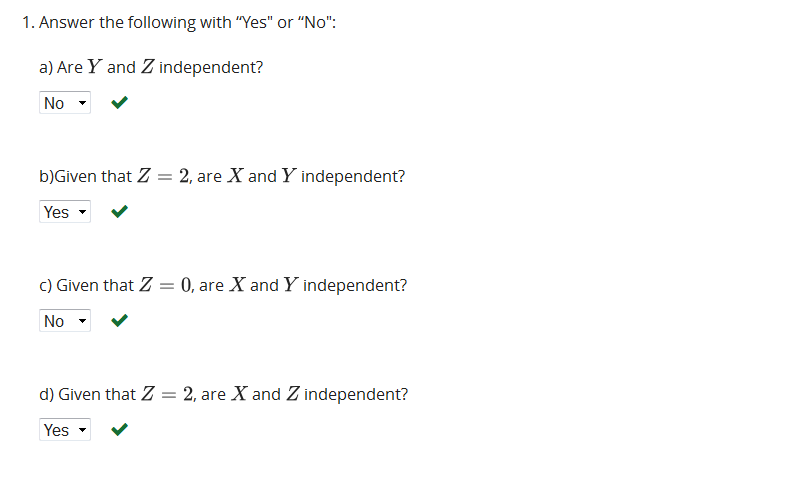 1. Answer the following with “Yes" or “No":
a) Are Y and Z independent?
No
b)Given that Z = 2, are X and Y independent?
Yes
c) Given that Z = 0, are X and Y independent?
No
d) Given that Z = 2, are X and Z independent?
Yes